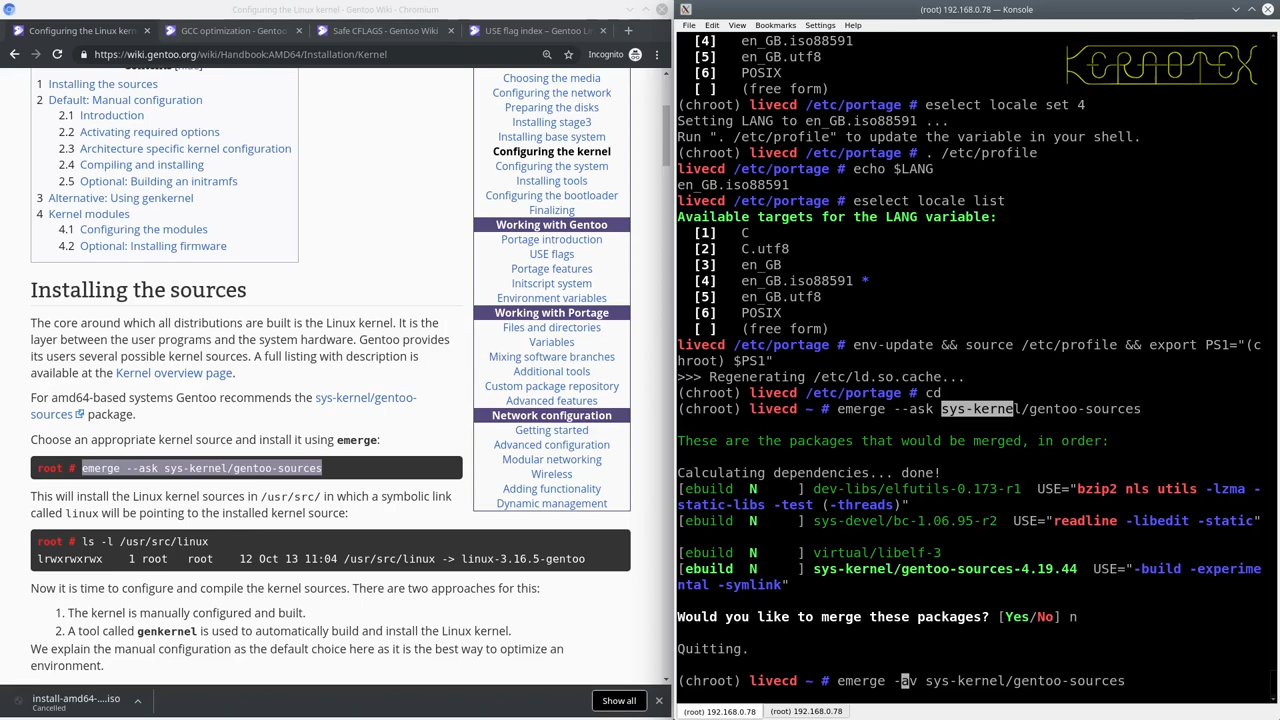 Configuring the Linux kernel - Gentoo Wiki - Chromium
Configuring the Linux kern
GCC optimization - Gentoo
Safe CFLAGS - Gentoo Wiki
USE flag index – Gentoo L
https://wiki.gentoo.org/wiki/Handbook:AMD64/Installation/Kernel
Incognito
1 Installing the sources
2 Default: Manual configuration
2.1 Introduction
2.2 Activating required options
2.3 Architecture specific kernel configuration
2.4 Compiling and installing
2.5 Optional: Building an initramfs
3 Alternative: Using genkernel
4 Kernel modules
4.1 Configuring the modules
4.2 Optional: Installing firmware
Choosing the media
Configuring the network
Preparing the disks
Installing stage3
Installing base system
Configuring the kernel
Configuring the system
Installing tools
Configuring the bootloader
Finalizing
Working with Gentoo
Portage introduction
USE flags
Portage features
Initscript system
Environment variables
Working with Portage
Files and directories
Variables
Mixing software branches
Additional tools
Custom package repository
Advanced features
Network configuration
Getting started
Advanced configuration
Modular networking
Wireless
Adding functionality
Dynamic management
Installing the sources
The core around which all distributions are built is the Linux kernel. It is the
layer between the user programs and the system hardware. Gentoo provides
its users several possible kernel sources. A full listing with description is
available at the Kernel overview page.
For amd64-based systems Gentoo recommends the sys-kernel/gentoo-
sources package.
Choose an appropriate kernel source and install it using emerge:
root # emerge --ask sys-kernel/gentoo-sources
This will install the Linux kernel sources in /usr/src/ in which a symbolic link
called linux will be pointing to the installed kernel source:
root # ls -l /usr/src/linux
lrwxrwxrwx 1 root root 12 Oct 13 11:04 /usr/src/linux -> linux-3.16.5-gentoo
Now it is time to configure and compile the kernel sources. There are two approaches for this:
1. The kernel is manually configured and built.
2. A tool called genkernel is used to automatically build and install the Linux kernel.
We explain the manual configuration as the default choice here as it is the best way to optimize an
environment.
install-amd64-....iso
Cancelled
Show all
(root) 192.168.0.78 — Konsole
File Edit View Bookmarks Settings Help
KERNOTEX
[4] en_GB.iso88591
[5] en_GB.utf8
[6] POSIX
[ ] (free form)
(chroot) livecd /etc/portage # eselect locale set 4
Setting LANG to en_GB.iso88591 ...
Run ". /etc/profile" to update the variable in your shell.
(chroot) livecd /etc/portage # . /etc/profile
livecd /etc/portage # echo $LANG
en_GB.iso88591
livecd /etc/portage # eselect locale list
Available targets for the LANG variable:
[1] C
[2] C.utf8
[3] en_GB
[4] en_GB.iso88591 *
[5] en_GB.utf8
[6] POSIX
[ ] (free form)
livecd /etc/portage # env-update && source /etc/profile && export PS1="(c
hroot) $PS1"
>>> Regenerating /etc/ld.so.cache...
(chroot) livecd /etc/portage # cd
(chroot) livecd ~ # emerge --ask sys-kernel/gentoo-sources
These are the packages that would be merged, in order:
Calculating dependencies... done!
[ebuild N ] dev-libs/elfutils-0.173-r1 USE="bzip2 nls utils -lzma -
static-libs -test (-threads)"
[ebuild N ] sys-devel/bc-1.06.95-r2 USE="readline -libedit -static"
[ebuild N ] virtual/libelf-3
[ebuild N ] sys-kernel/gentoo-sources-4.19.44 USE="-build -experime
ntal -symlink"
Would you like to merge these packages? [Yes/No] n
Quitting.
(chroot) livecd ~ # emerge -av sys-kernel/gentoo-sources
(root) 192.168.0.78
(root) 192.168.0.78